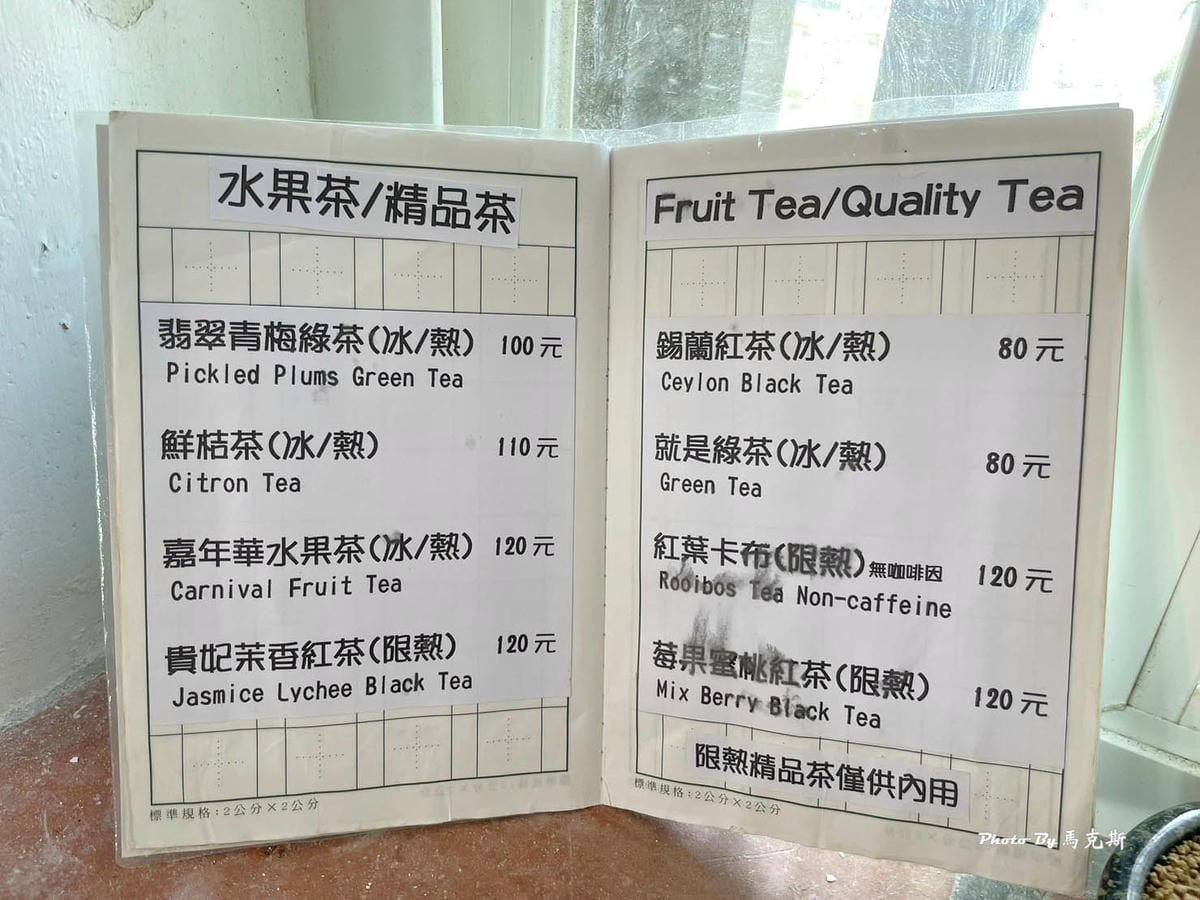 水果茶/精品茶
翡翠青梅綠茶(冰/熱) 100元
Pickled Plums Green Tea
鮮桔茶(冰/熱) 110元
Citron Tea
嘉年華水果茶(冰/熱) 120元
Carnival Fruit Tea
貴妃茉香紅茶(限熱) 120元
Jasmice Lychee Black Tea
標準規格:2公分×2公分
Fruit Tea/Quality Tea
錫蘭紅茶(冰/熱) 80元
Ceylon Black Tea
就是綠茶(冰/熱) 80元
Green Tea
紅葉卡布(限熱)無咖啡因 120元
Rooibos Tea Non-caffeine
莓果蜜桃紅茶(限熱) 120元
Mix Berry Black Tea
限熱精品茶僅供內用
標準規格:2公分×2公分
Photo By 馬克斯